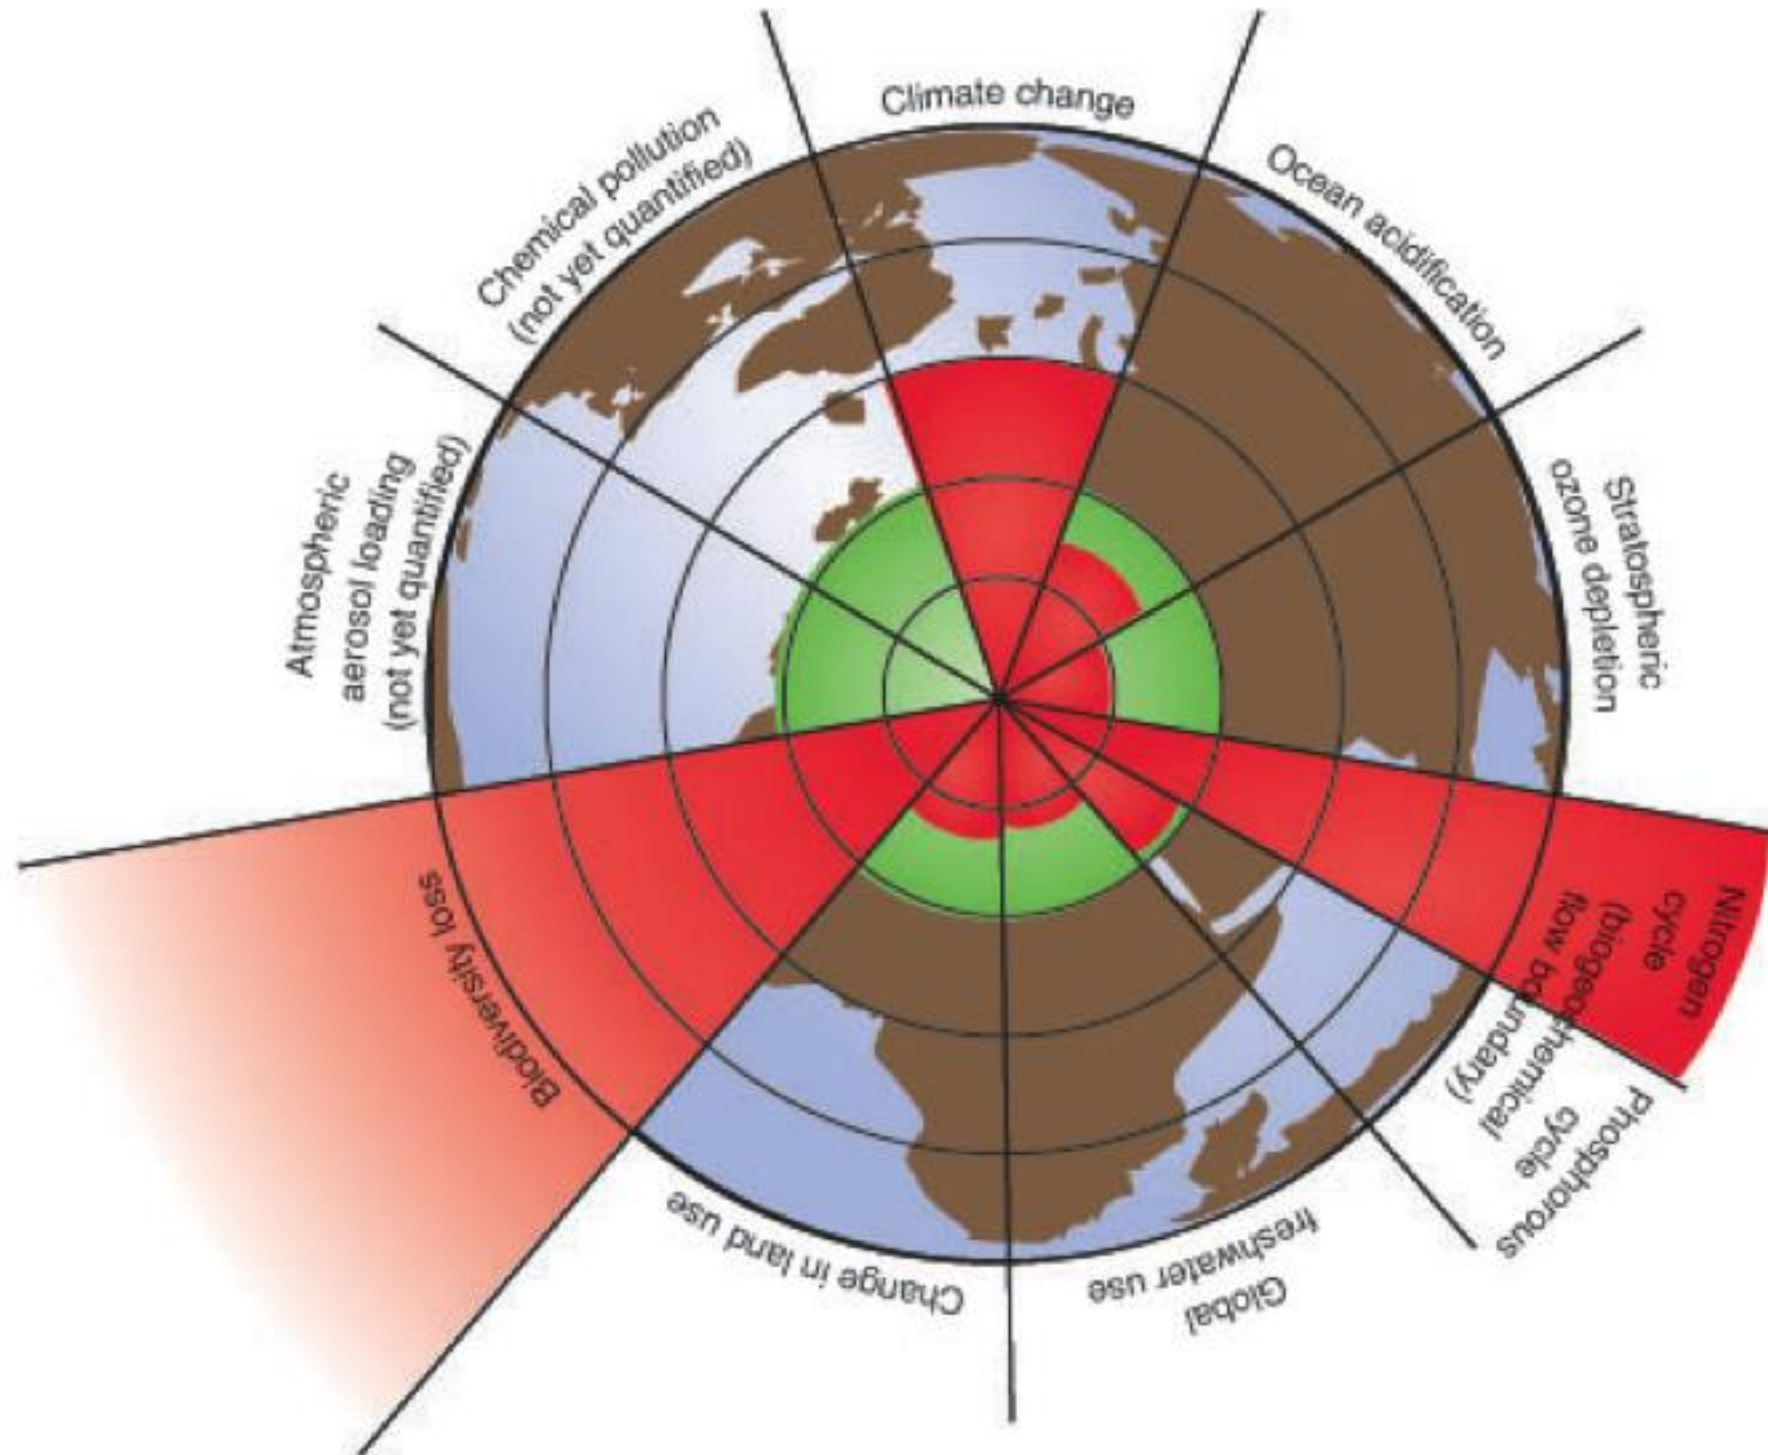 Climate change
Ocean acidification
Stratospheric
ozone depletion
Nitrogen
cycle
(biogeochemical
flow boundary)
Phosphorous
cycle
Global
freshwater use
Change in land use
Biodiversity loss
Atmospheric
aerosol loading
(not yet quantified)
Chemical pollution
(not yet quantified)